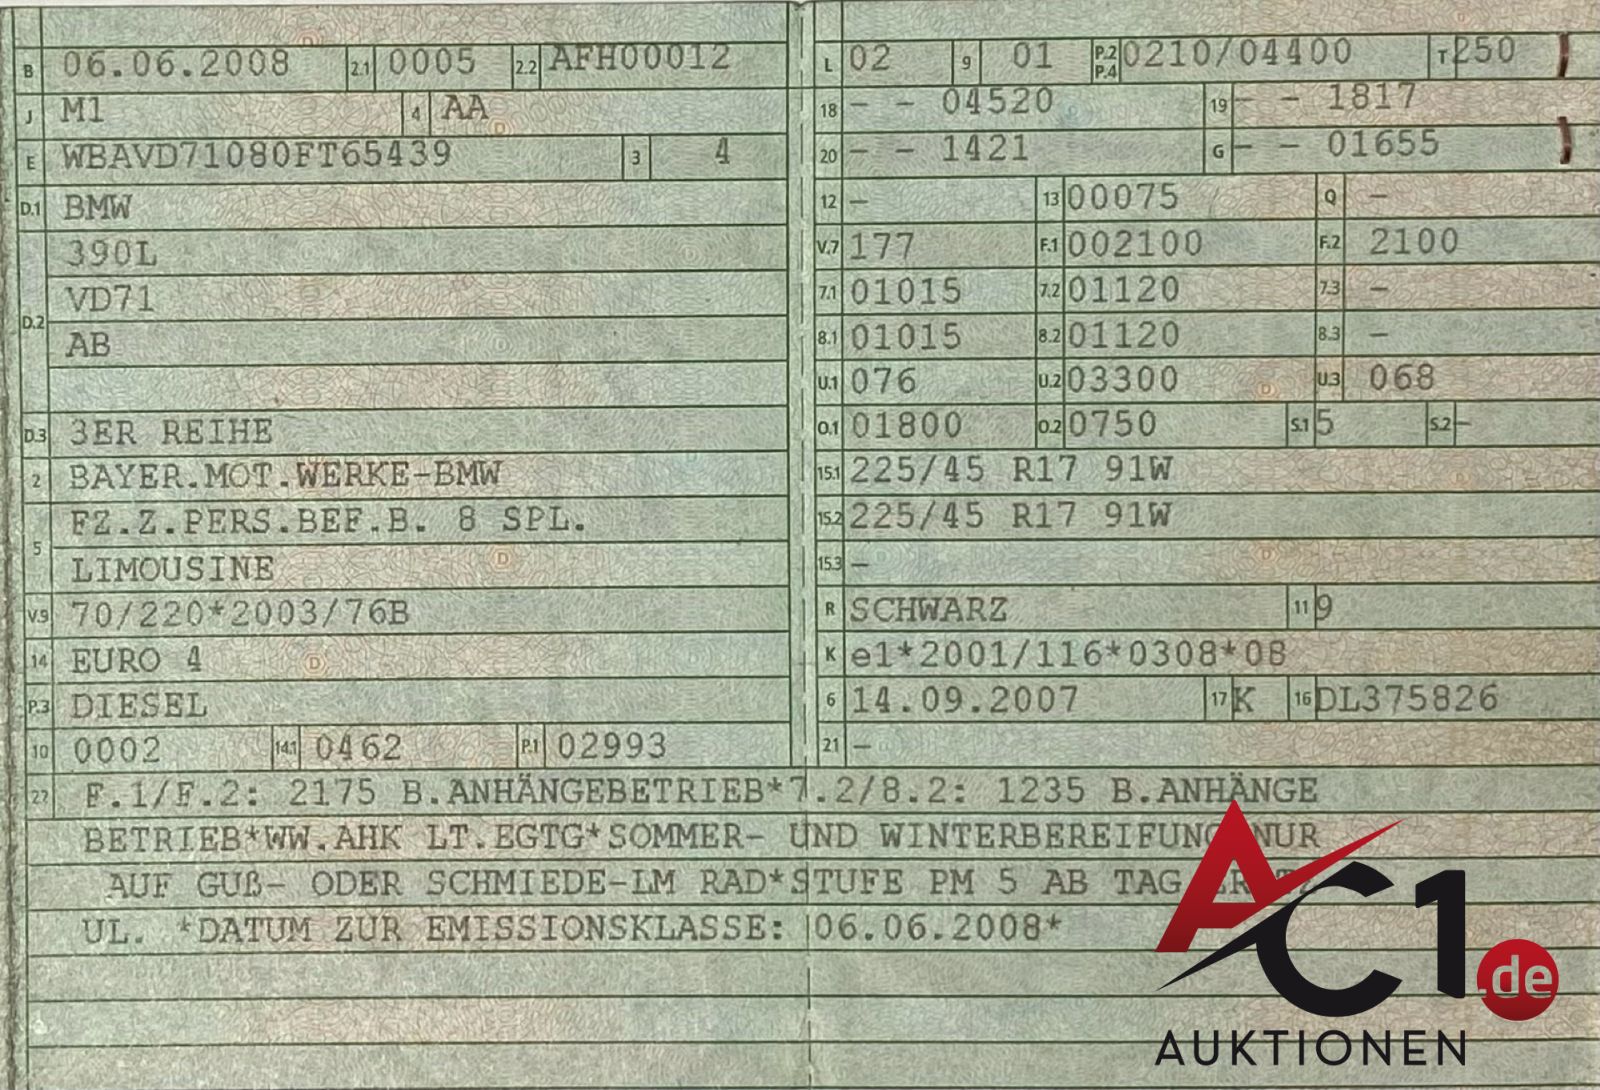 B 06.06.2008 2.1 0005 2.2 AFH00012
J M1 4 AA
E WBAVD71080FT65439 3 4
D.1 BMW
D.2 390L
VD71
AB
D.3 3ER REIHE
2 BAYER.MOT.WERKE-BMW
5 FZ.Z.PERS.BEF.B. 8 SPL.
LIMOUSINE
V.9 70/220*2003/76B
14 EURO 4
P.3 DIESEL
10 0002 14.1 0462 P.1 02993
L 02 9 01 P.2 P.4 0210/04400 T 250
18 - - 04520 19 - - 1817
20 - - 1421 G - - 01655
12 - 13 00075 Q -
V.7 177 F.1 002100 F.2 2100
7.1 01015 7.2 01120 7.3 -
8.1 01015 8.2 01120 8.3 -
U.1 076 U.2 03300 U.3 068
O.1 01800 O.2 0750 S.1 5 S.2 -
15.1 225/45 R17 91W
15.2 225/45 R17 91W
15.3 -
R SCHWARZ 11 9
K e1*2001/116*0308*08
6 14.09.2007 17 K 16 DL375826
21 -
22 F.1/F.2: 2175 B.ANHÄNGEBETRIEB*7.2/8.2: 1235 B.ANHÄNGE
BETRIEB*WW.AHK LT.EGTG*SOMMER- UND WINTERBEREIFUNG NUR
AUF GUß- ODER SCHMIEDE-LM RAD*STUFE PM 5 AB TAG
UL. *DATUM ZUR EMISSIONSKLASSE: 06.06.2008*
AC1.de
AUKTIONEN